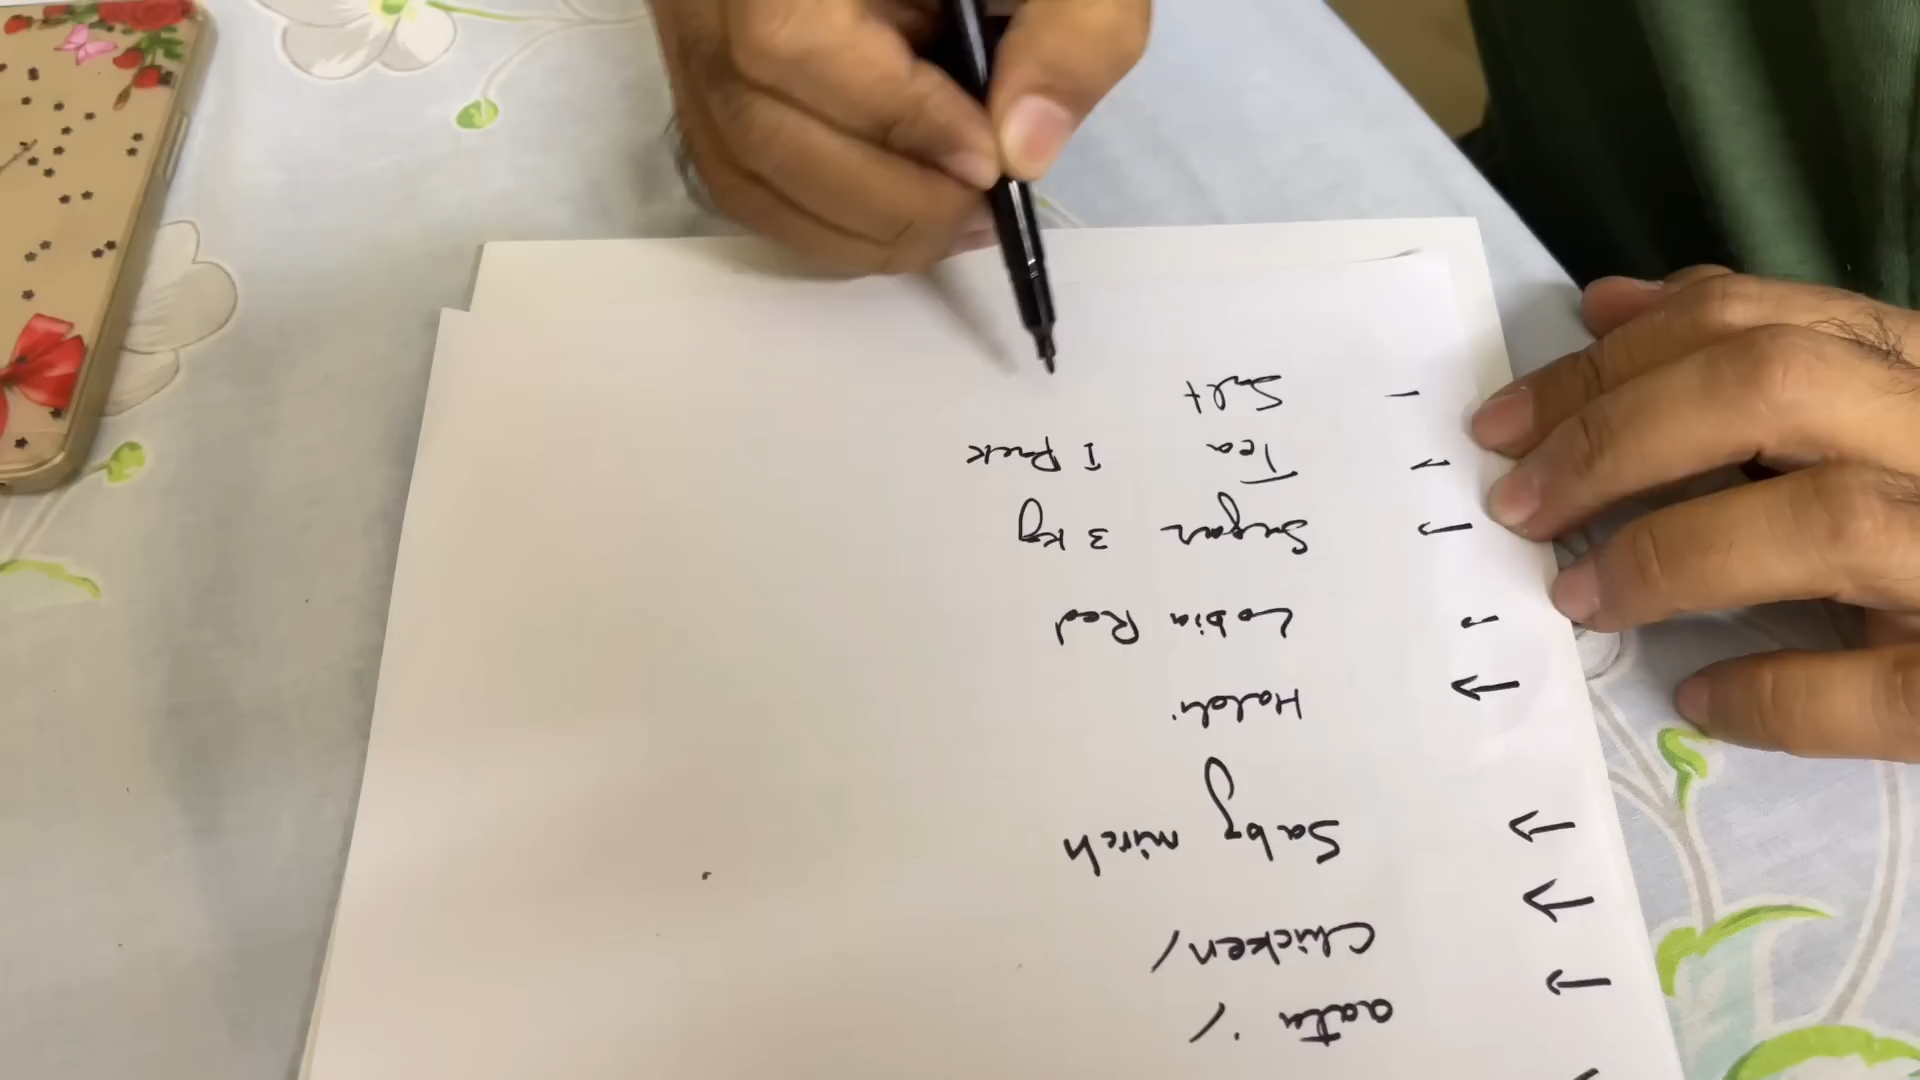 → aata ' /
→ Chicken /
→ Sabz mirch
→ Haldi
- Lobia Red
→ Sugar 3 kg
- Tea 1 Pack
- Salt